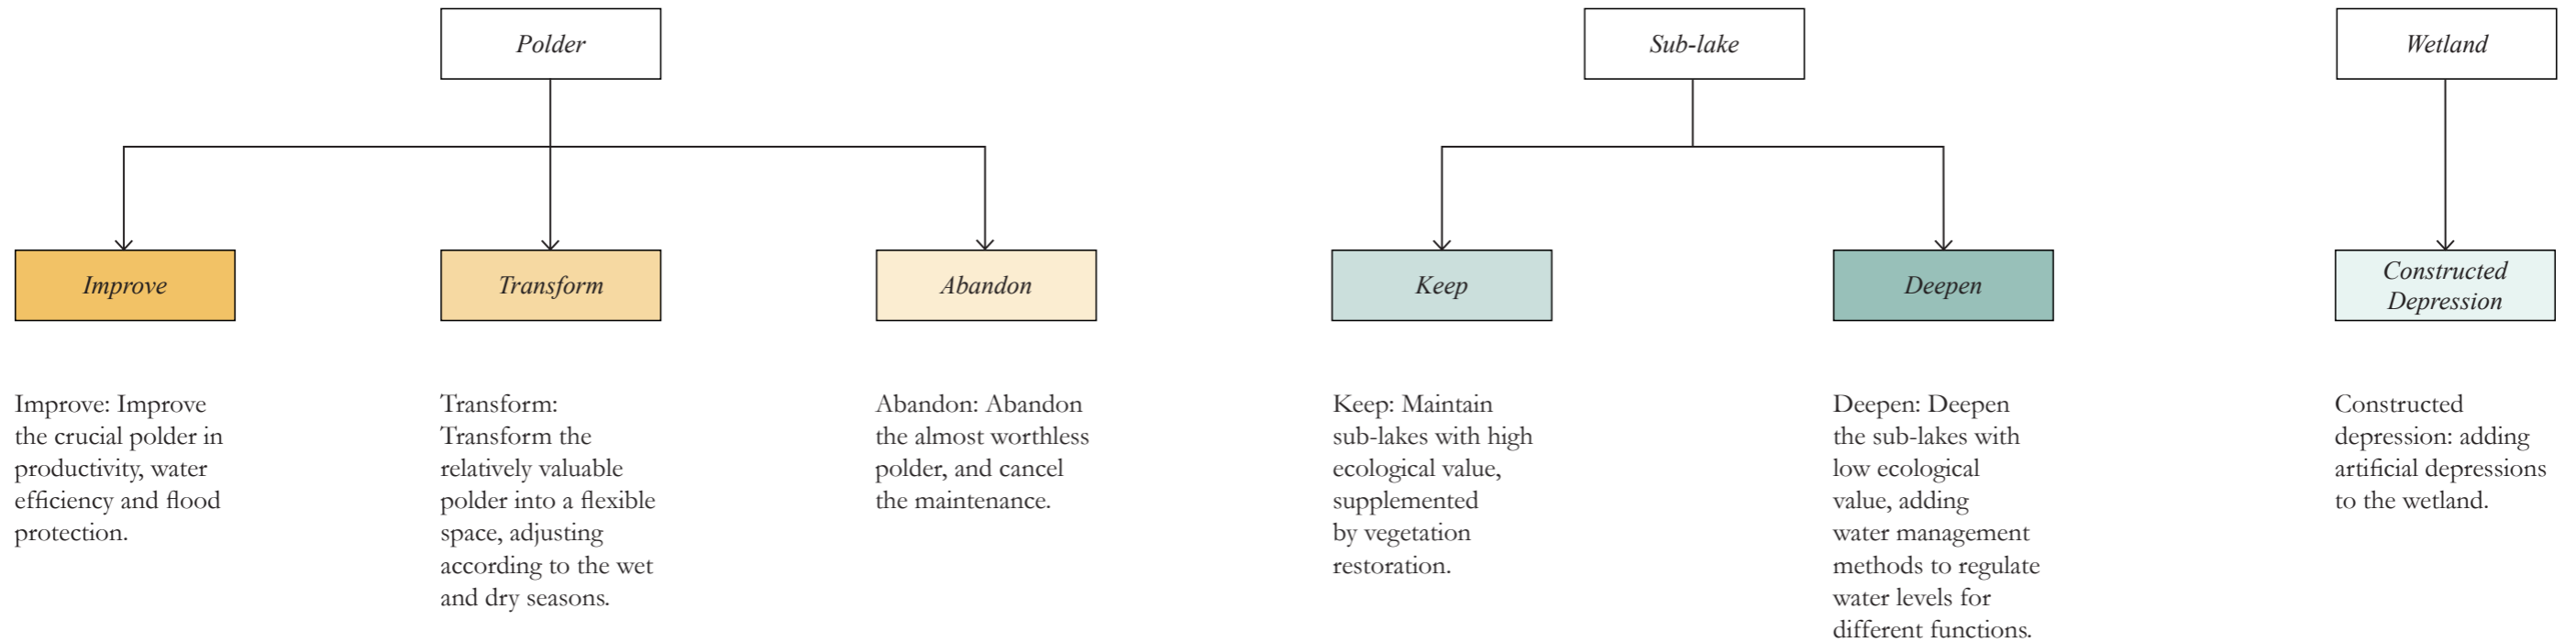 Polder
Sub-lake
Wetland
Improve
Transform
Abandon
Keep
Deepen
Constructed
Depression
Improve: Improve
the crucial polder in
productivity, water
efficiency and flood
protection.
Transform:
Transform the
relatively valuable
polder into a flexible
space, adjusting
according to the wet
and dry seasons.
Abandon: Abandon
the almost worthless
polder, and cancel
the maintenance.
Keep: Maintain
sub-lakes with high
ecological value,
supplemented
by vegetation
restoration.
Deepen: Deepen
the sub-lakes with
low ecological
value, adding
water management
methods to regulate
water levels for
different functions.
Constructed
depression: adding
artificial depressions
to the wetland.